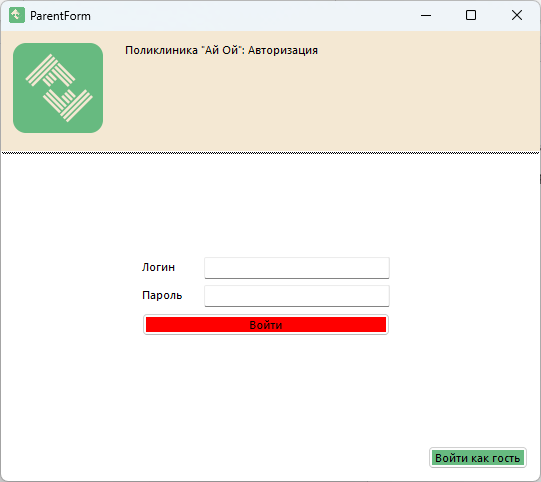 ParentForm
Поликлиника "Ай Ой": Авторизация
Логин
Пароль
Войти
Войти как гость